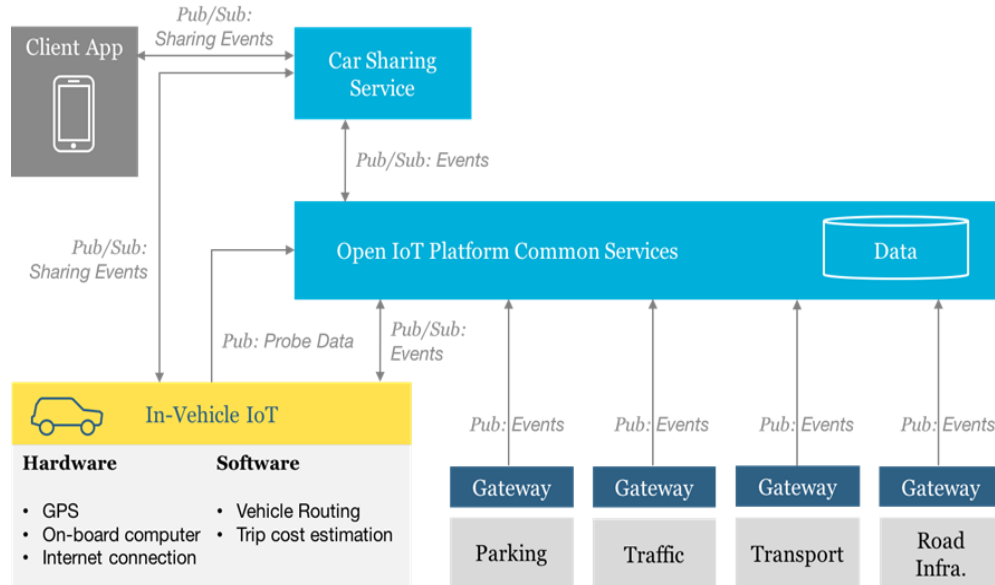 Pub/Sub:
Sharing Events
Client App
Car Sharing
Service
Pub/Sub: Events
Pub/Sub:
Sharing Events
Open IoT Platform Common Services
Data
Pub: Probe Data
Pub/Sub:
Events
In-Vehicle IoT
Pub: Events
Pub: Events
Pub: Events
Pub: Events
Hardware
• GPS
• On-board computer
• Internet connection
Software
• Vehicle Routing
• Trip cost estimation
Gateway
Gateway
Gateway
Gateway
Parking
Traffic
Transport
Road
Infra.